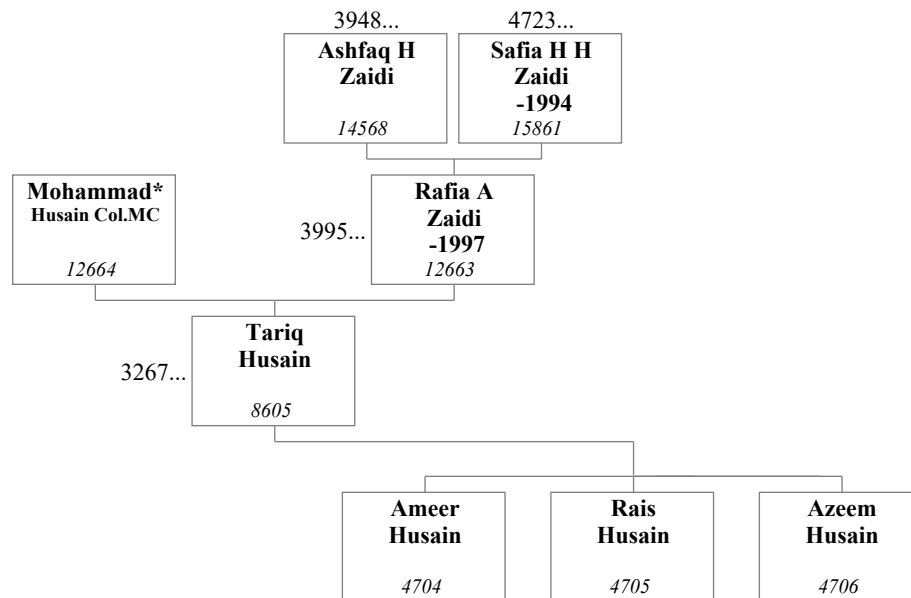 3948...
4723...
Ashfaq H
Zaidi
14568
Safia H H
Zaidi
-1994
15861
Mohammad*
Husain Col.MC
12664
3995...
Rafia A
Zaidi
-1997
12663
3267...
Tariq
Husain
8605
Ameer
Husain
4704
Rais
Husain
4705
Azeem
Husain
4706